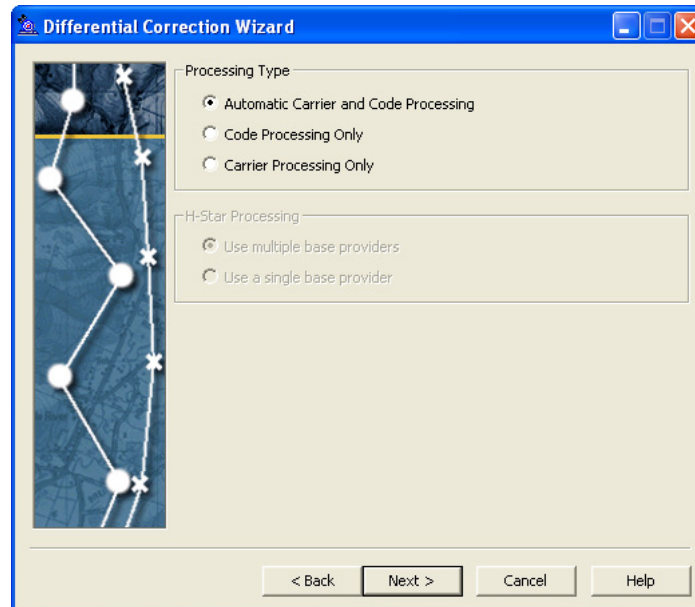 Differential Correction Wizard
Processing Type
Automatic Carrier and Code Processing
Code Processing Only
Carrier Processing Only
H-Star Processing
Use multiple base providers
Use a single base provider
< Back
Next >
Cancel
Help